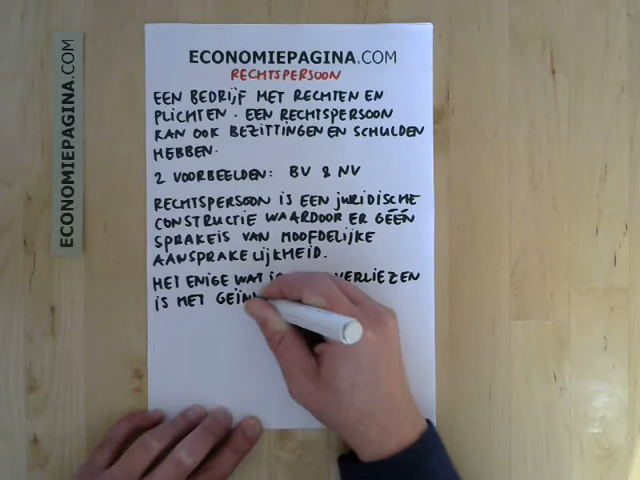 ECONOMIEPAGINA.COM
ECONOMIEPAGINA.COM
RECHTSPERSOON
EEN BEDRIJF MET RECHTEN EN
PLICHTEN. EEN RECHTSPERSOON
KAN OOK BEZITTINGEN EN SCHULDEN
HEBBEN.
2 VOORBEELDEN: BV & NV
RECHTSPERSOON IS EEN JURIDISCHE
CONSTRUCTIE WAARDOOR ER GÉÉN
SPRAKE IS VAN HOOFDELIJKE
AANSPRAKELIJKHEID.
HET ENIGE WAT VERLIEZEN
IS HET